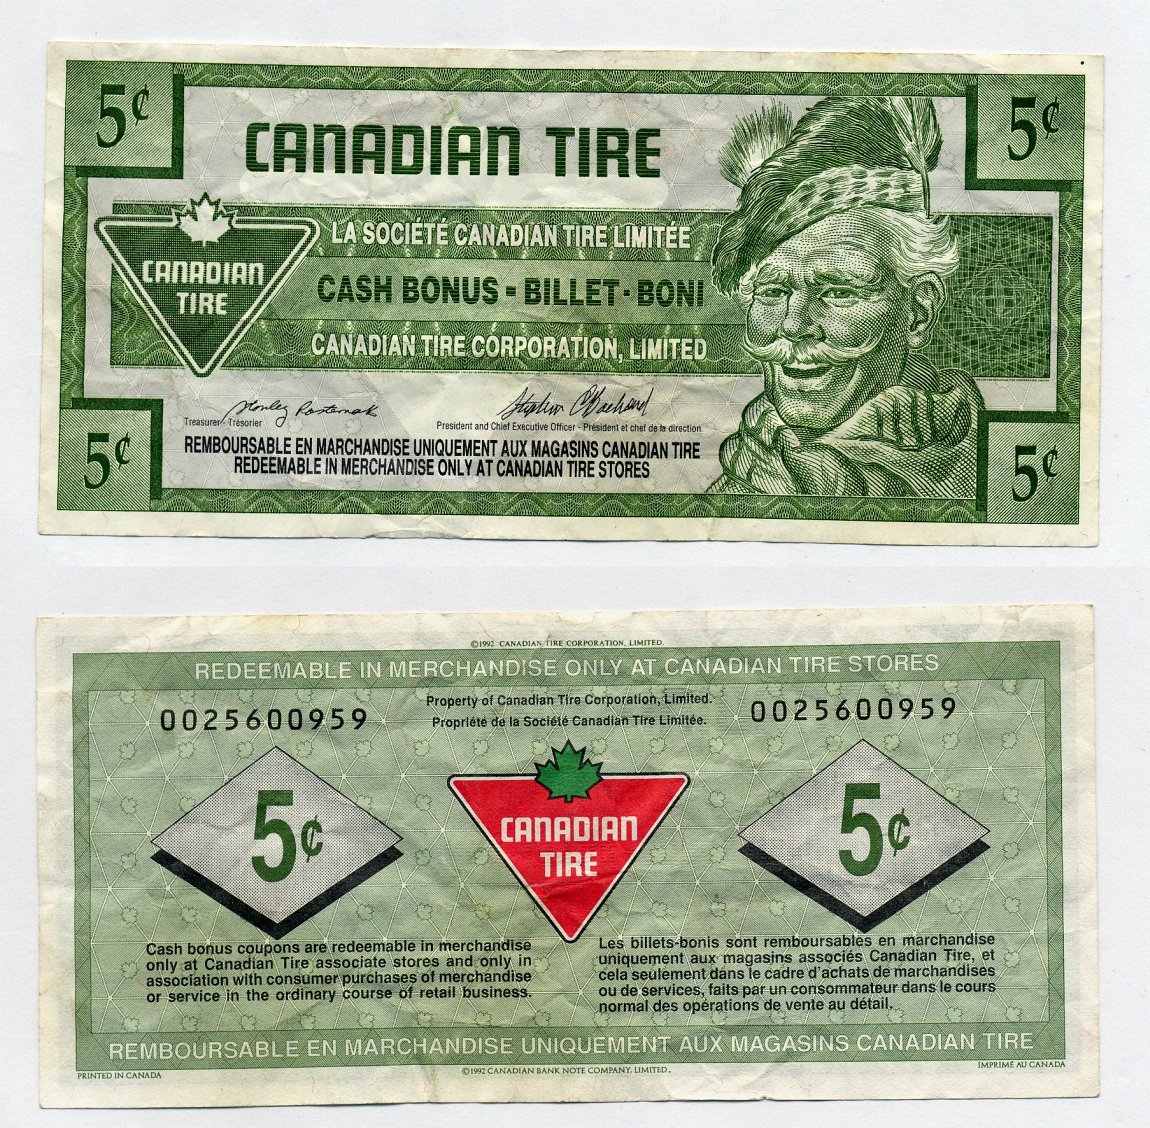 5¢
5¢
CANADIAN TIRE
LA SOCIÉTÉ CANADIAN TIRE LIMITÉE
CANADIAN
TIRE
CASH BONUS - BILLET - BONI
CANADIAN TIRE CORPORATION, LIMITED
Treasurer - Trésorier
President and Chief Executive Officer - Président et chef de la direction
REMBOURSABLE EN MARCHANDISE UNIQUEMENT AUX MAGASINS CANADIAN TIRE
REDEEMABLE IN MERCHANDISE ONLY AT CANADIAN TIRE STORES
5¢
5¢
©1992 CANADIAN TIRE CORPORATION, LIMITED.
REDEEMABLE IN MERCHANDISE ONLY AT CANADIAN TIRE STORES
Property of Canadian Tire Corporation, Limited.
Propriété de la Société Canadian Tire Limitée.
0025600959
0025600959
5¢
CANADIAN
TIRE
5¢
Cash bonus coupons are redeemable in merchandise
only at Canadian Tire associate stores and only in
association with consumer purchases of merchandise
or service in the ordinary course of retail business.
Les billets-bonis sont remboursables en marchandise
uniquement aux magasins associés Canadian Tire, et
cela seulement dans le cadre d'achats de marchandises
ou de services, faits par un consommateur dans le cours
normal des opérations de vente au détail.
REMBOURSABLE EN MARCHANDISE UNIQUEMENT AUX MAGASINS CANADIAN TIRE
PRINTED IN CANADA
©1992 CANADIAN BANK NOTE COMPANY, LIMITED.
IMPRIMÉ AU CANADA